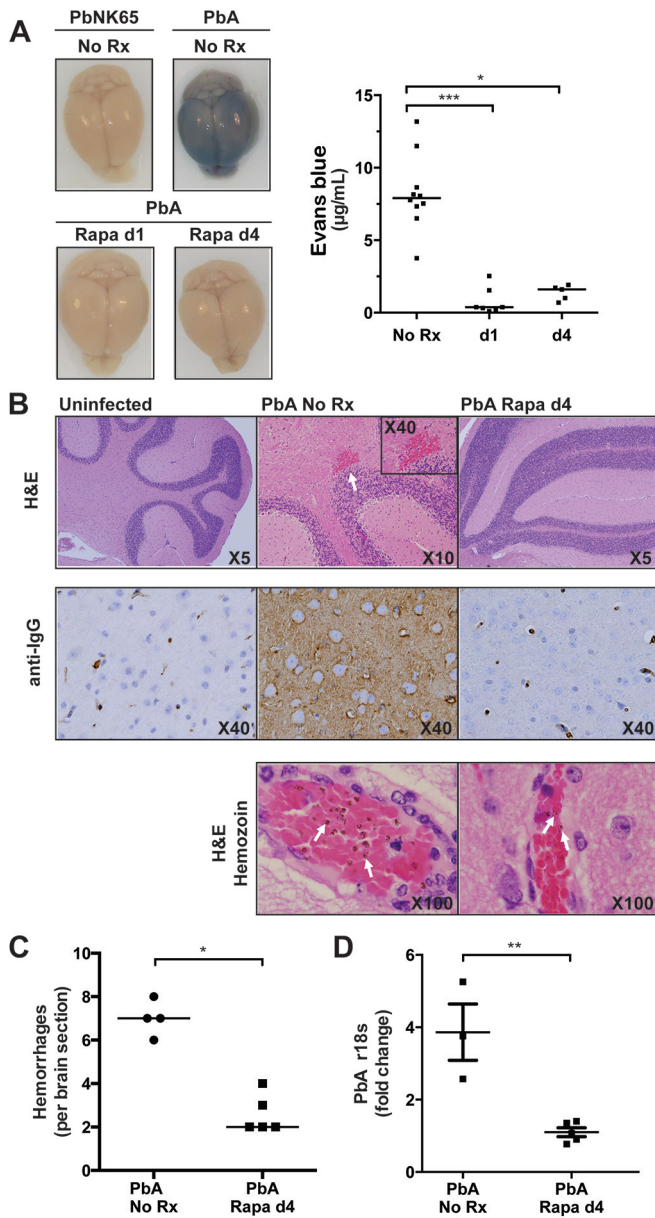 A
PbNK65 PbA
No Rx No Rx
PbA
Rapa d1 Rapa d4
Evans blue
(µg/mL)
15
10
5
0
* 
***
No Rx d1 d4
B
Uninfected PbA No Rx PbA Rapa d4
H&E
X5 X40 X10 X5
anti-IgG
X40 X40 X40
H&E
Hemozoin
X100 X100
C
Hemorrhages
(per brain section)
10
8
6
4
2
0
*
PbA PbA
No Rx Rapa d4
D
PbA r18s
(fold change)
6
4
2
0
**
PbA PbA
No Rx Rapa d4